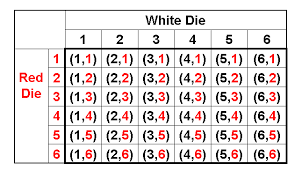 White Die
1 2 3 4 5 6
1 (1,1) (2,1) (3,1) (4,1) (5,1) (6,1)
Red 2 (1,2) (2,2) (3,2) (4,2) (5,2) (6,2)
Die 3 (1,3) (2,3) (3,3) (4,3) (5,3) (6,3)
4 (1,4) (2,4) (3,4) (4,4) (5,4) (6,4)
5 (1,5) (2,5) (3,5) (4,5) (5,5) (6,5)
6 (1,6) (2,6) (3,6) (4,6) (5,6) (6,6)